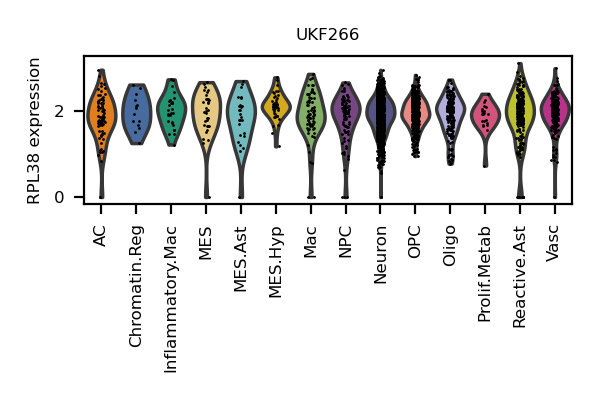 UKF266
RPL38 expression
2
0
AC
Chromatin.Reg
Inflammatory.Mac
MES
MES.Ast
MES.Hyp
Mac
NPC
Neuron
OPC
Oligo
Prolif.Metab
Reactive.Ast
Vasc